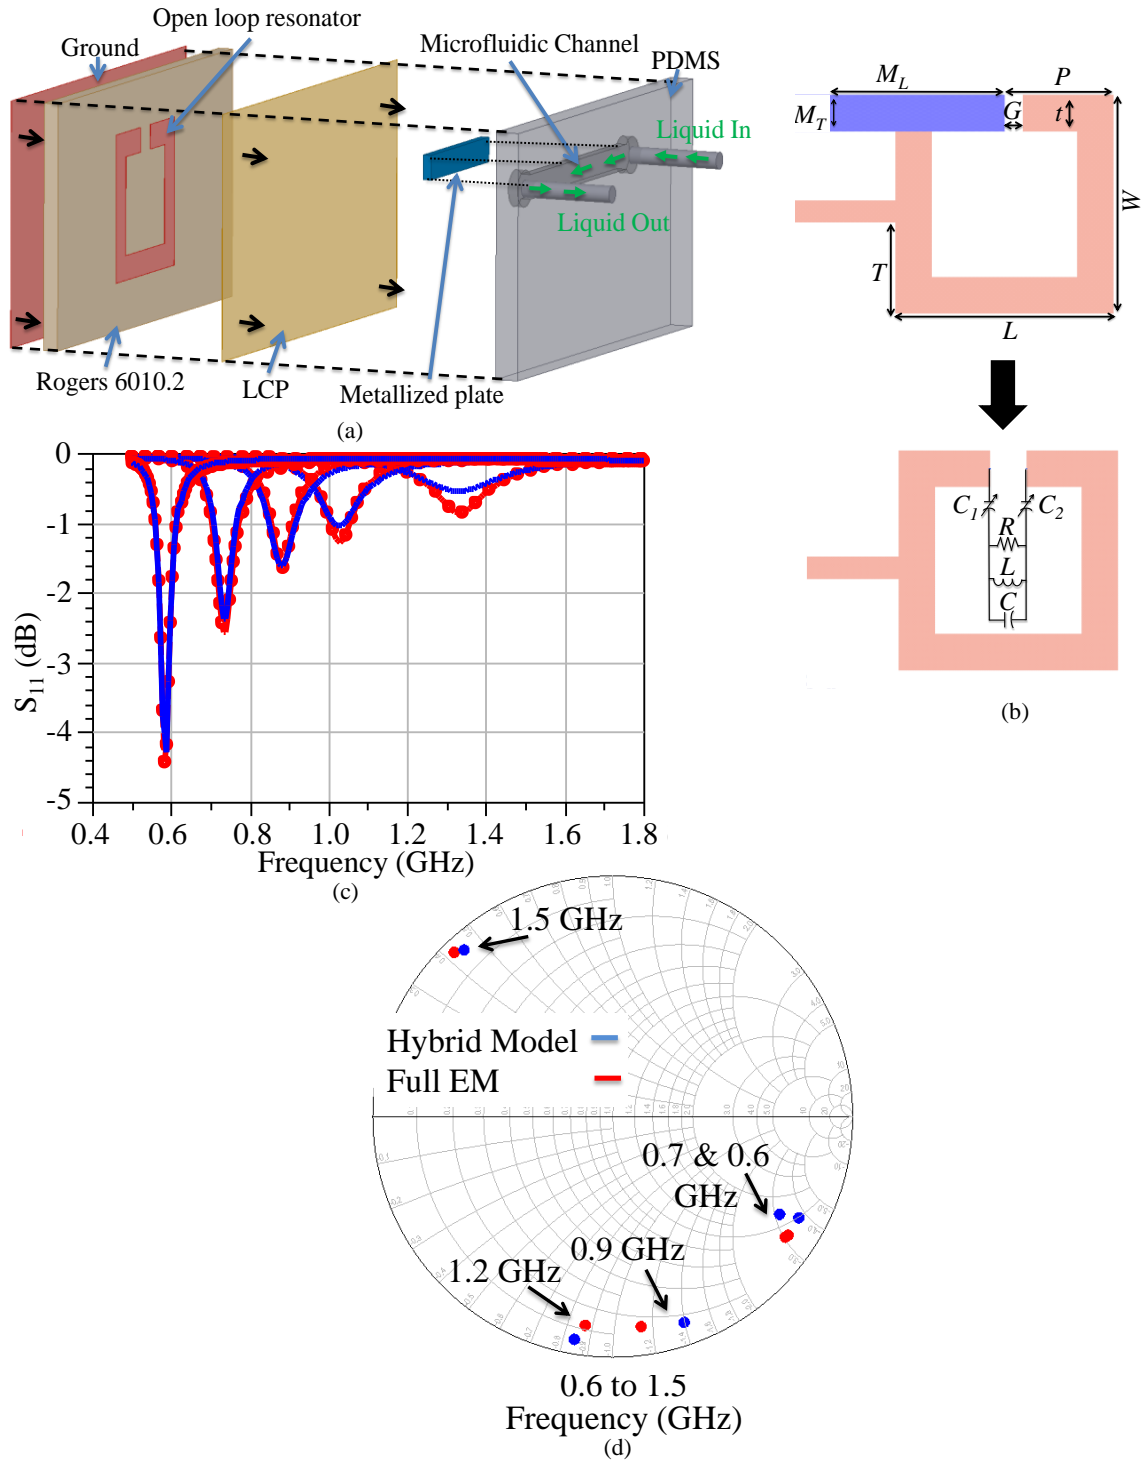 Open loop resonator
Ground
Microfluidic Channel
PDMS
Liquid In
Liquid Out
Rogers 6010.2
LCP
Metallized plate
(a)
M_L
P
M_T
G
t
W
T
L
C_1
C_2
R
L
C
(b)
0
-1
-2
-3
-4
-5
S_11 (dB)
0.4 0.6 0.8 1.0 1.2 1.4 1.6 1.8
Frequency (GHz)
(c)
1.5 GHz
Hybrid Model
Full EM
0.7 & 0.6
GHz
0.9 GHz
1.2 GHz
0.6 to 1.5
Frequency (GHz)
(d)